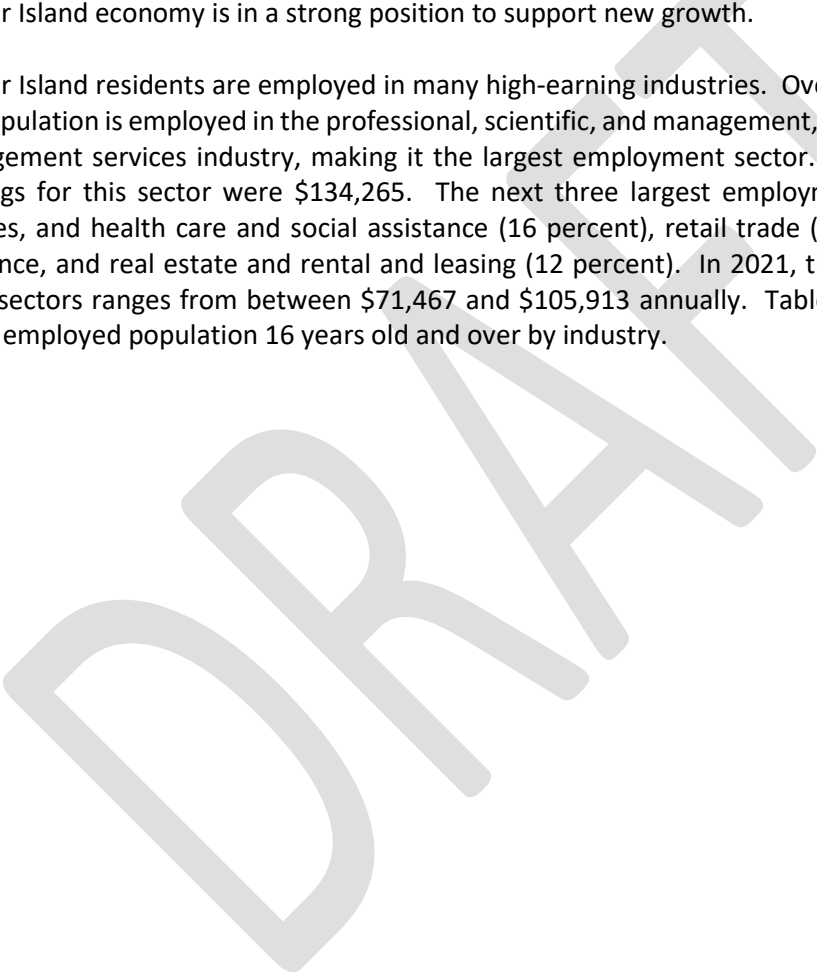 r Island economy is in a strong position to support new growth.
r Island residents are employed in many high-earning industries. Ov
pulation is employed in the professional, scientific, and management,
gement services industry, making it the largest employment sector.
gs for this sector were $134,265. The next three largest employ
es, and health care and social assistance (16 percent), retail trade (
nce, and real estate and rental and leasing (12 percent). In 2021, t
sectors ranges from between $71,467 and $105,913 annually. Table
employed population 16 years old and over by industry.
DRAFT